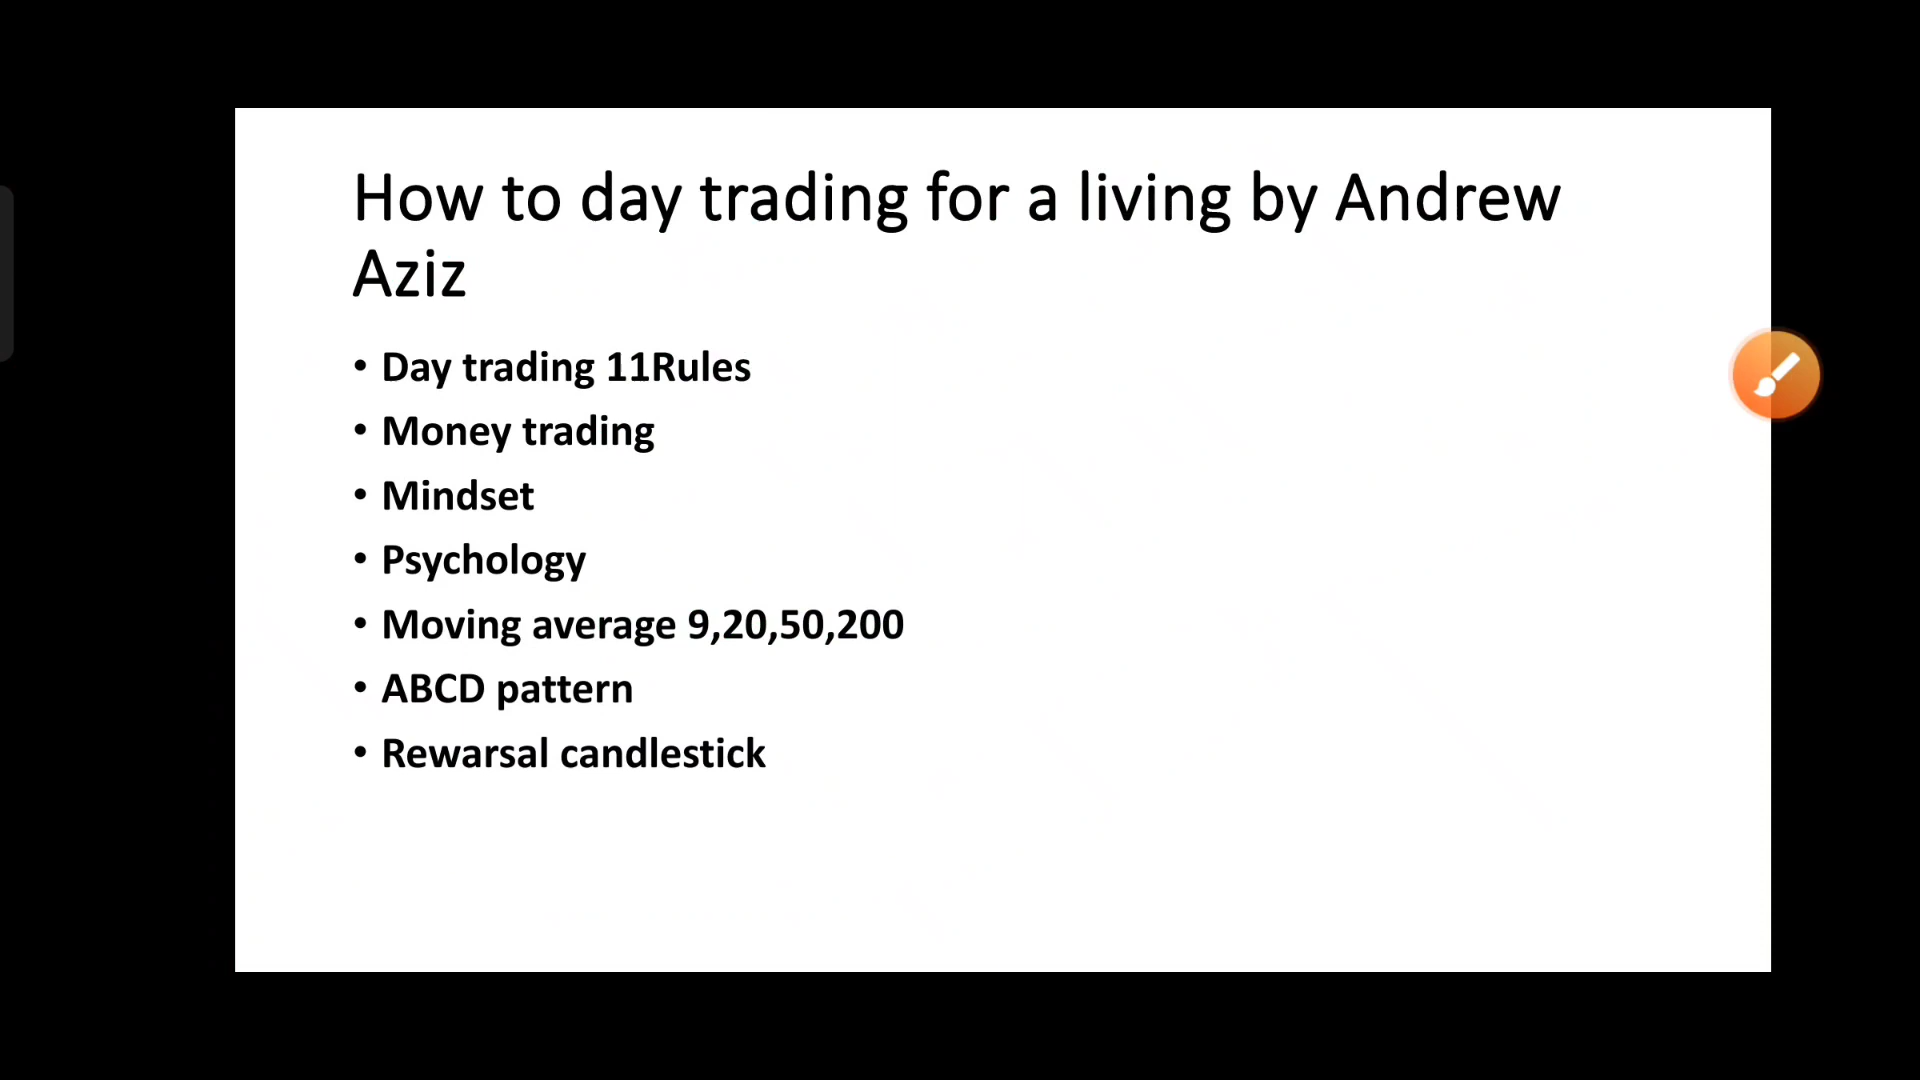 How to day trading for a living by Andrew
Aziz
• Day trading 11Rules
• Money trading
• Mindset
• Psychology
• Moving average 9,20,50,200
• ABCD pattern
• Rewarsal candlestick